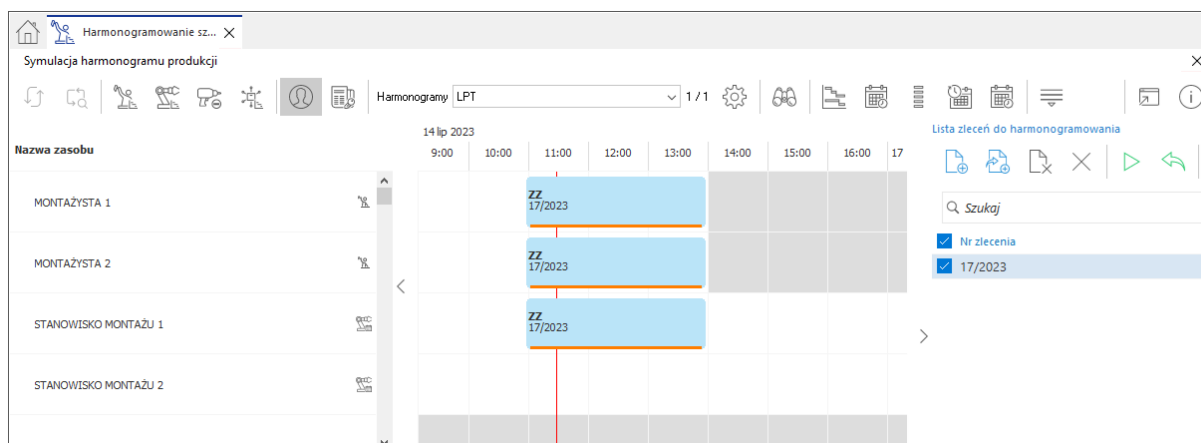 Harmonogramowanie sz...
Symulacja harmonogramu produkcji
Harmonogramy LPT 1 / 1
Nazwa zasobu
14 lip 2023
9:00 10:00 11:00 12:00 13:00 14:00 15:00 16:00 17
MONTAŻYSTA 1
ZZ
17/2023
MONTAŻYSTA 2
ZZ
17/2023
STANOWISKO MONTAŻU 1
ZZ
17/2023
STANOWISKO MONTAŻU 2
Lista zleceń do harmonogramowania
Szukaj
Nr zlecenia
17/2023